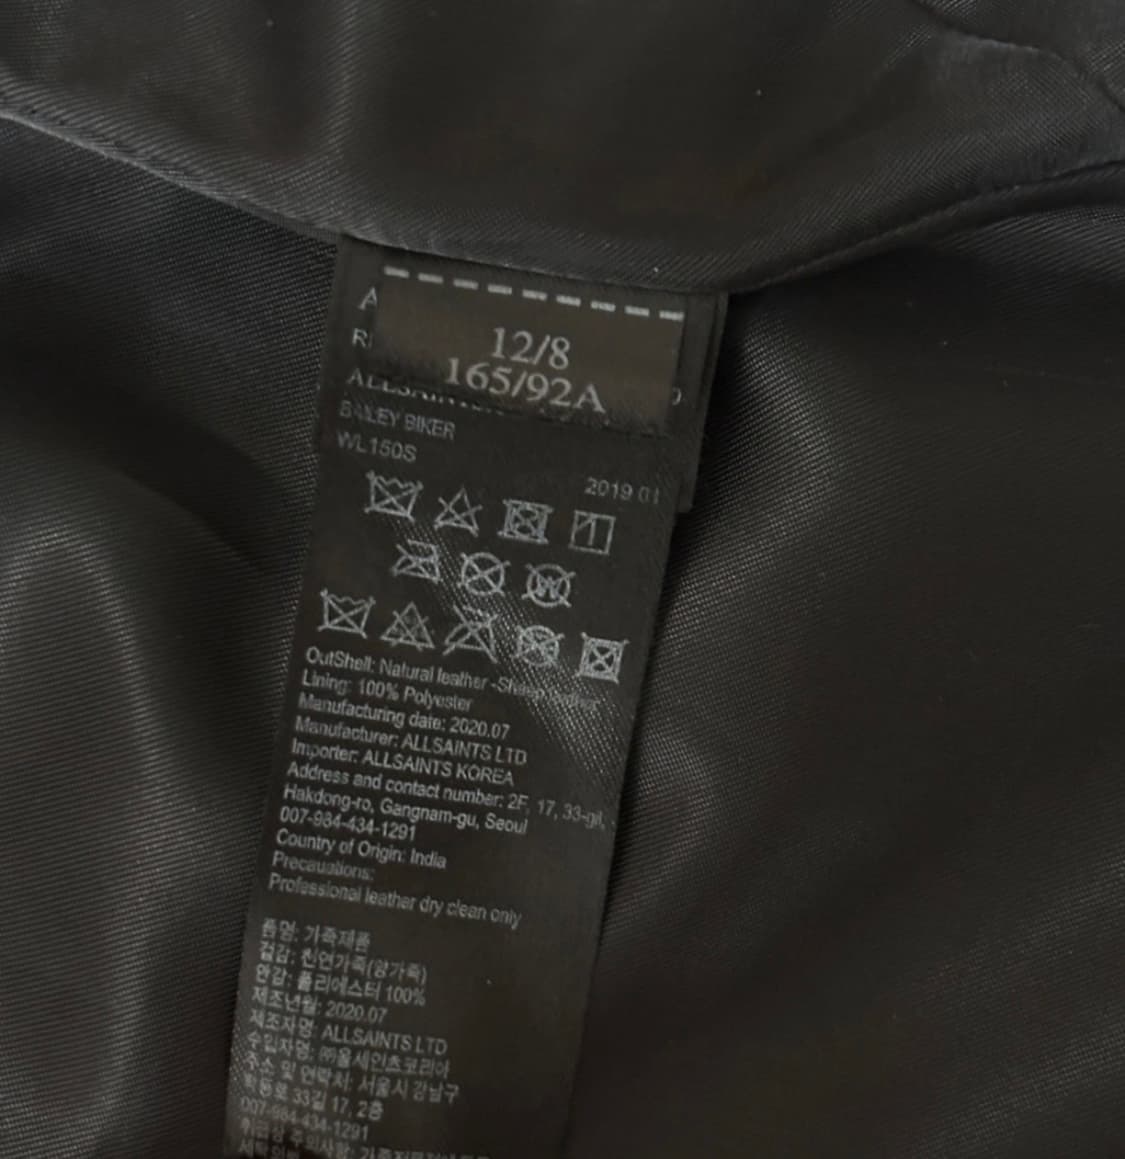 12/8
165/92A
BAILEY BIKER
WL150S
2019 01
OutShell: Natural leather -Sheep leather
Lining: 100% Polyester
Manufacturing date: 2020.07
Manufacturer: ALLSAINTS LTD
Importer: ALLSAINTS KOREA
Address and contact number: 2F, 17, 33-gil,
Hakdong-ro, Gangnam-gu, Seoul
007-984-434-1291
Country of Origin: India
Precauations:
Professional leather dry clean only
품명: 가죽제품
겉감: 천연가죽(양가죽)
안감: 폴리에스터 100%
제조년월: 2020.07
제조자명: ALLSAINTS LTD
수입자명: ㈜올세인츠코리아
주소 및 연락처: 서울시 강남구
학동로 33길 17, 2층
007-984-434-1291